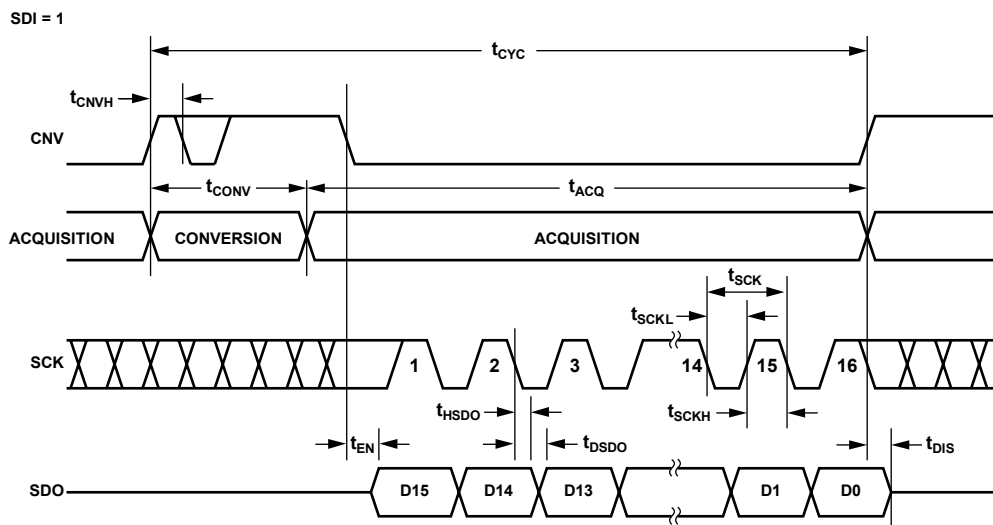 SDI = 1
tCYC
tCNVH
CNV
tCONV
tACQ
ACQUISITION
CONVERSION
ACQUISITION
tSCK
tSCKL
SCK
1
2
3
14
15
16
tHSDO
tSCKH
tEN
tDSDO
tDIS
SDO
D15
D14
D13
D1
D0